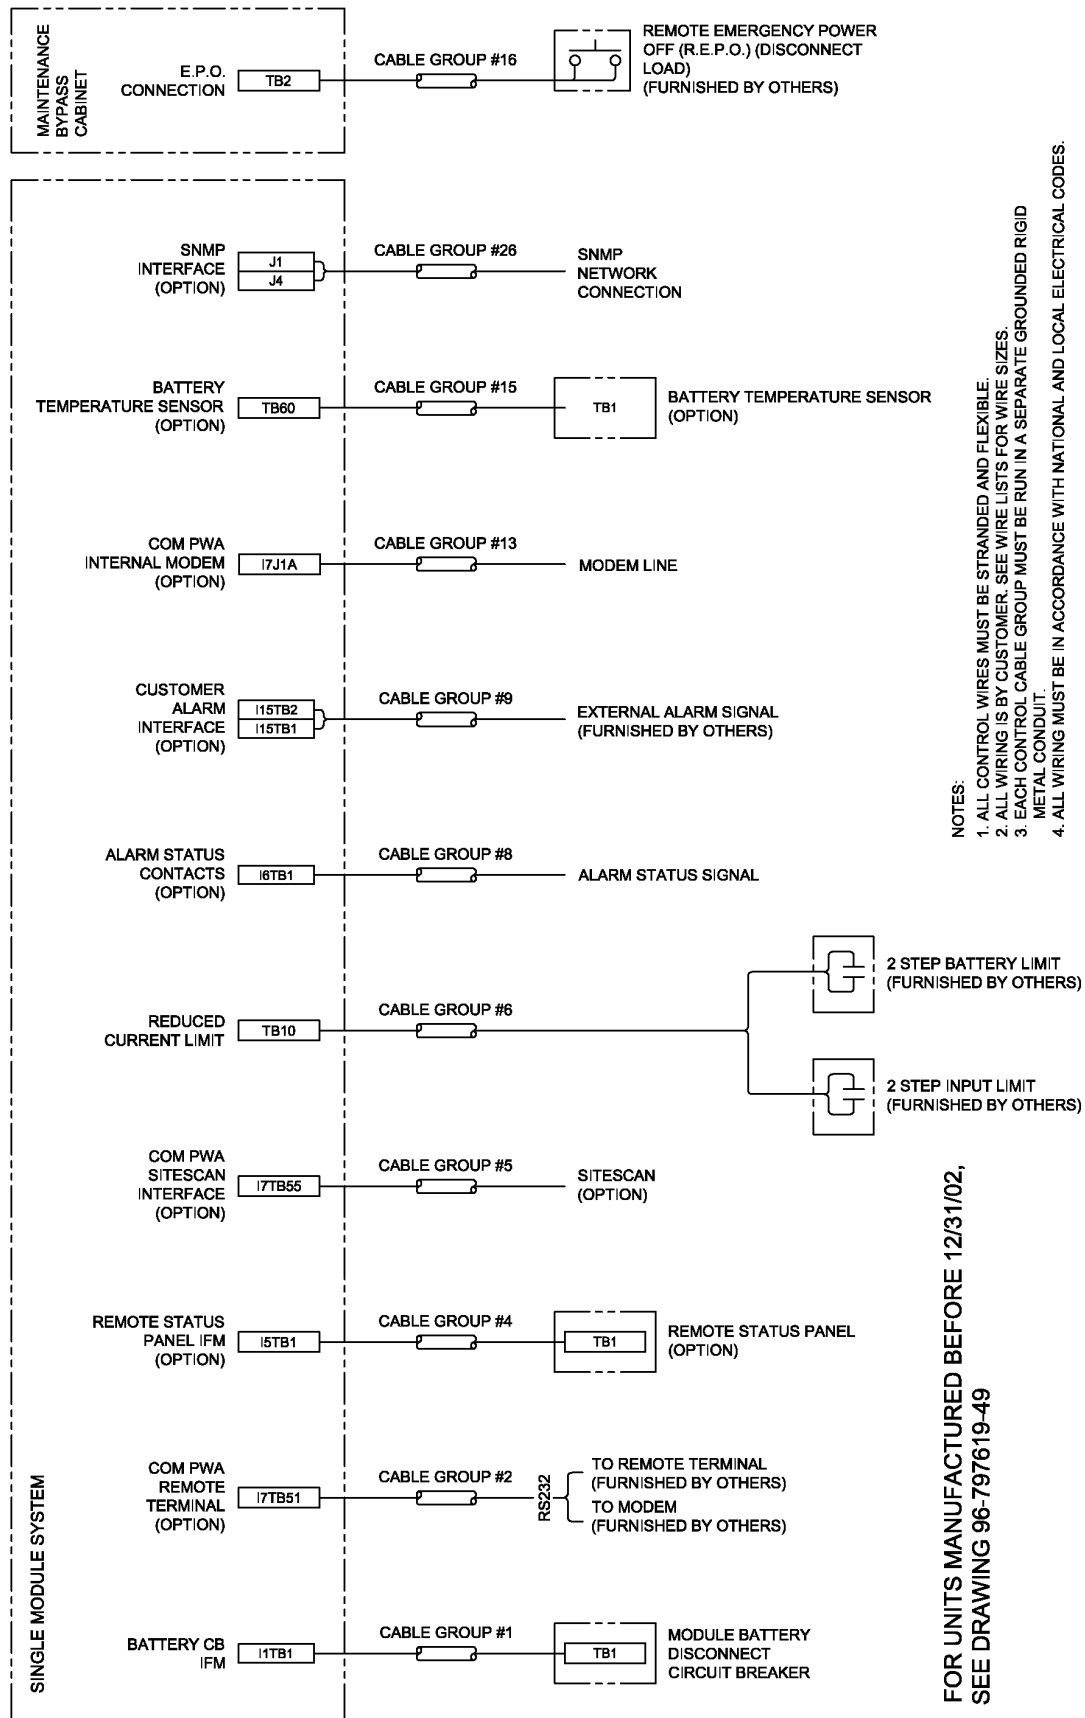 MAINTENANCE
BYPASS
CABINET
E.P.O.
CONNECTION
TB2
CABLE GROUP #16
REMOTE EMERGENCY POWER
OFF (R.E.P.O.) (DISCONNECT
LOAD)
(FURNISHED BY OTHERS)
SINGLE MODULE SYSTEM
SNMP
INTERFACE
(OPTION)
J1
J4
CABLE GROUP #26
SNMP
NETWORK
CONNECTION
BATTERY
TEMPERATURE SENSOR
(OPTION)
TB60
CABLE GROUP #15
TB1
BATTERY TEMPERATURE SENSOR
(OPTION)
COM PWA
INTERNAL MODEM
(OPTION)
I7J1A
CABLE GROUP #13
MODEM LINE
CUSTOMER
ALARM
INTERFACE
(OPTION)
I15TB2
I15TB1
CABLE GROUP #9
EXTERNAL ALARM SIGNAL
(FURNISHED BY OTHERS)
ALARM STATUS
CONTACTS
(OPTION)
I6TB1
CABLE GROUP #8
ALARM STATUS SIGNAL
REDUCED
CURRENT LIMIT
TB10
CABLE GROUP #6
2 STEP BATTERY LIMIT
(FURNISHED BY OTHERS)
2 STEP INPUT LIMIT
(FURNISHED BY OTHERS)
COM PWA
SITESCAN
INTERFACE
(OPTION)
I7TB55
CABLE GROUP #5
SITESCAN
(OPTION)
REMOTE STATUS
PANEL IFM
(OPTION)
I5TB1
CABLE GROUP #4
TB1
REMOTE STATUS PANEL
(OPTION)
COM PWA
REMOTE
TERMINAL
(OPTION)
I7TB51
CABLE GROUP #2
RS232
TO REMOTE TERMINAL
(FURNISHED BY OTHERS)
TO MODEM
(FURNISHED BY OTHERS)
BATTERY CB
IFM
I1TB1
CABLE GROUP #1
TB1
MODULE BATTERY
DISCONNECT
CIRCUIT BREAKER
NOTES:
1. ALL CONTROL WIRES MUST BE STRANDED AND FLEXIBLE.
2. ALL WIRING IS BY CUSTOMER. SEE WIRE LISTS FOR WIRE SIZES.
3. EACH CONTROL CABLE GROUP MUST BE RUN IN A SEPARATE GROUNDED RIGID
METAL CONDUIT.
4. ALL WIRING MUST BE IN ACCORDANCE WITH NATIONAL AND LOCAL ELECTRICAL CODES.
FOR UNITS MANUFACTURED BEFORE 12/31/02,
SEE DRAWING 96-797619-49